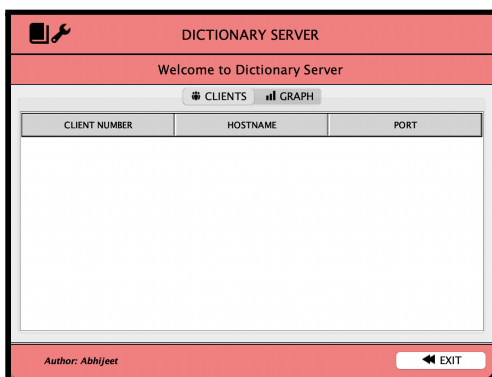 DICTIONARY SERVER
Welcome to Dictionary Server
CLIENTS GRAPH
CLIENT NUMBER HOSTNAME PORT
Author: Abhijeet EXIT